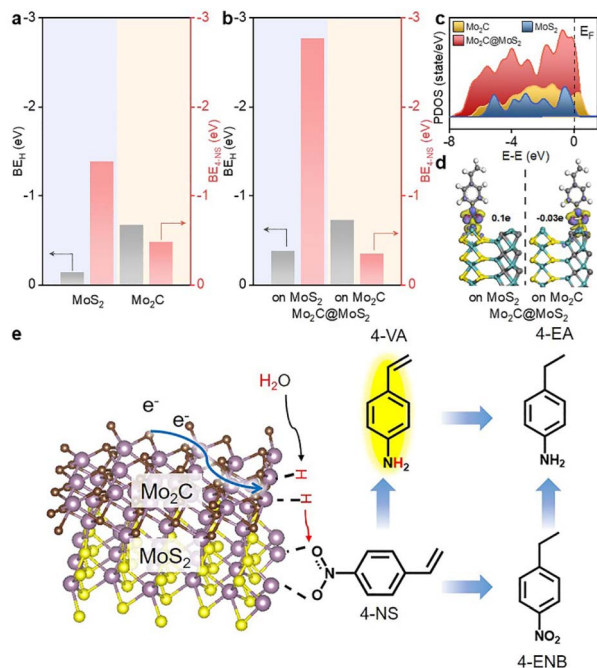 a
-3
-2
-1
0
BE_H (eV)
-3
-2
-1
0
BE_4-NS (eV)
MoS₂
Mo₂C
b
-3
-2
-1
0
BE_H (eV)
-3
-2
-1
0
BE_4-NS (eV)
on MoS₂
on Mo₂C
Mo₂C@MoS₂
c
Mo₂C
MoS₂
Mo₂C@MoS₂
E_F
PDOS (state/eV)
-8
-4
0
E-E (eV)
d
0.1e
-0.03e
on MoS₂
on Mo₂C
Mo₂C@MoS₂
e
4-VA
4-EA
H₂O
e⁻
e⁻
H
H
Mo₂C
MoS₂
NH₂
NH₂
O
N
O
4-NS
NO₂
4-ENB